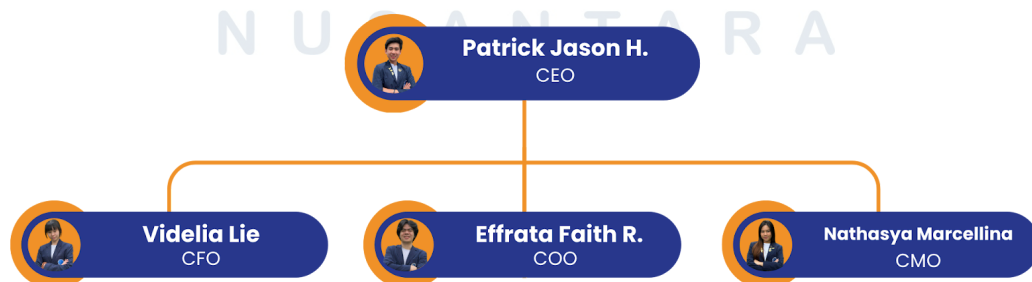 NUSANTARA
Patrick Jason H.
CEO
Videlia Lie
CFO
Effrata Faith R.
COO
Nathasya Marcellina
CMO